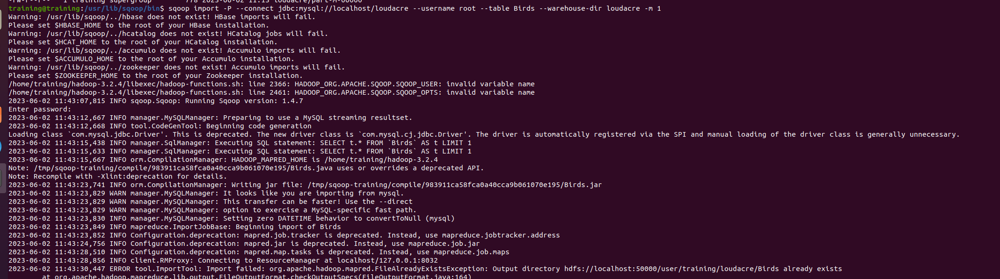 -rw-r--r-- 1 training supergroup 778 2023-06-02 11:13 loudacre/part-m-00000
training@training:/usr/lib/sqoop/bin$ sqoop import -P --connect jdbc:mysql://localhost/loudacre --username root --table Birds --warehouse-dir loudacre -m 1
Warning: /usr/lib/sqoop/../hbase does not exist! HBase imports will fail.
Please set $HBASE_HOME to the root of your HBase installation.
Warning: /usr/lib/sqoop/../hcatalog does not exist! HCatalog jobs will fail.
Please set $HCAT_HOME to the root of your HCatalog installation.
Warning: /usr/lib/sqoop/../accumulo does not exist! Accumulo imports will fail.
Please set $ACCUMULO_HOME to the root of your Accumulo installation.
Warning: /usr/lib/sqoop/../zookeeper does not exist! Accumulo imports will fail.
Please set $ZOOKEEPER_HOME to the root of your Zookeeper installation.
/home/training/hadoop-3.2.4/libexec/hadoop-functions.sh: line 2366: HADOOP_ORG.APACHE.SQOOP.SQOOP_USER: invalid variable name
/home/training/hadoop-3.2.4/libexec/hadoop-functions.sh: line 2461: HADOOP_ORG.APACHE.SQOOP.SQOOP_OPTS: invalid variable name
2023-06-02 11:43:07,815 INFO sqoop.Sqoop: Running Sqoop version: 1.4.7
Enter password:
2023-06-02 11:43:12,667 INFO manager.MySQLManager: Preparing to use a MySQL streaming resultset.
2023-06-02 11:43:12,668 INFO tool.CodeGenTool: Beginning code generation
Loading class `com.mysql.jdbc.Driver'. This is deprecated. The new driver class is `com.mysql.cj.jdbc.Driver'. The driver is automatically registered via the SPI and manual loading of the driver class is generally unnecessary.
2023-06-02 11:43:15,438 INFO manager.SqlManager: Executing SQL statement: SELECT t.* FROM `Birds` AS t LIMIT 1
2023-06-02 11:43:15,633 INFO manager.SqlManager: Executing SQL statement: SELECT t.* FROM `Birds` AS t LIMIT 1
2023-06-02 11:43:15,667 INFO orm.CompilationManager: HADOOP_MAPRED_HOME is /home/training/hadoop-3.2.4
Note: /tmp/sqoop-training/compile/983911ca58fca0a40cca9b061070e195/Birds.java uses or overrides a deprecated API.
Note: Recompile with -Xlint:deprecation for details.
2023-06-02 11:43:23,741 INFO orm.CompilationManager: Writing jar file: /tmp/sqoop-training/compile/983911ca58fca0a40cca9b061070e195/Birds.jar
2023-06-02 11:43:23,829 WARN manager.MySQLManager: It looks like you are importing from mysql.
2023-06-02 11:43:23,829 WARN manager.MySQLManager: This transfer can be faster! Use the --direct
2023-06-02 11:43:23,829 WARN manager.MySQLManager: option to exercise a MySQL-specific fast path.
2023-06-02 11:43:23,830 INFO manager.MySQLManager: Setting zero DATETIME behavior to convertToNull (mysql)
2023-06-02 11:43:23,849 INFO mapreduce.ImportJobBase: Beginning import of Birds
2023-06-02 11:43:23,852 INFO Configuration.deprecation: mapred.job.tracker is deprecated. Instead, use mapreduce.jobtracker.address
2023-06-02 11:43:24,756 INFO Configuration.deprecation: mapred.jar is deprecated. Instead, use mapreduce.job.jar
2023-06-02 11:43:28,510 INFO Configuration.deprecation: mapred.map.tasks is deprecated. Instead, use mapreduce.job.maps
2023-06-02 11:43:28,856 INFO client.RMProxy: Connecting to ResourceManager at localhost/127.0.0.1:8032
2023-06-02 11:43:30,447 ERROR tool.ImportTool: Import failed: org.apache.hadoop.mapred.FileAlreadyExistsException: Output directory hdfs://localhost:50000/user/training/loudacre/Birds already exists
at org.apache.hadoop.mapreduce.lib.output.FileOutputFormat.checkOutputSpecs(FileOutputFormat.java:164)